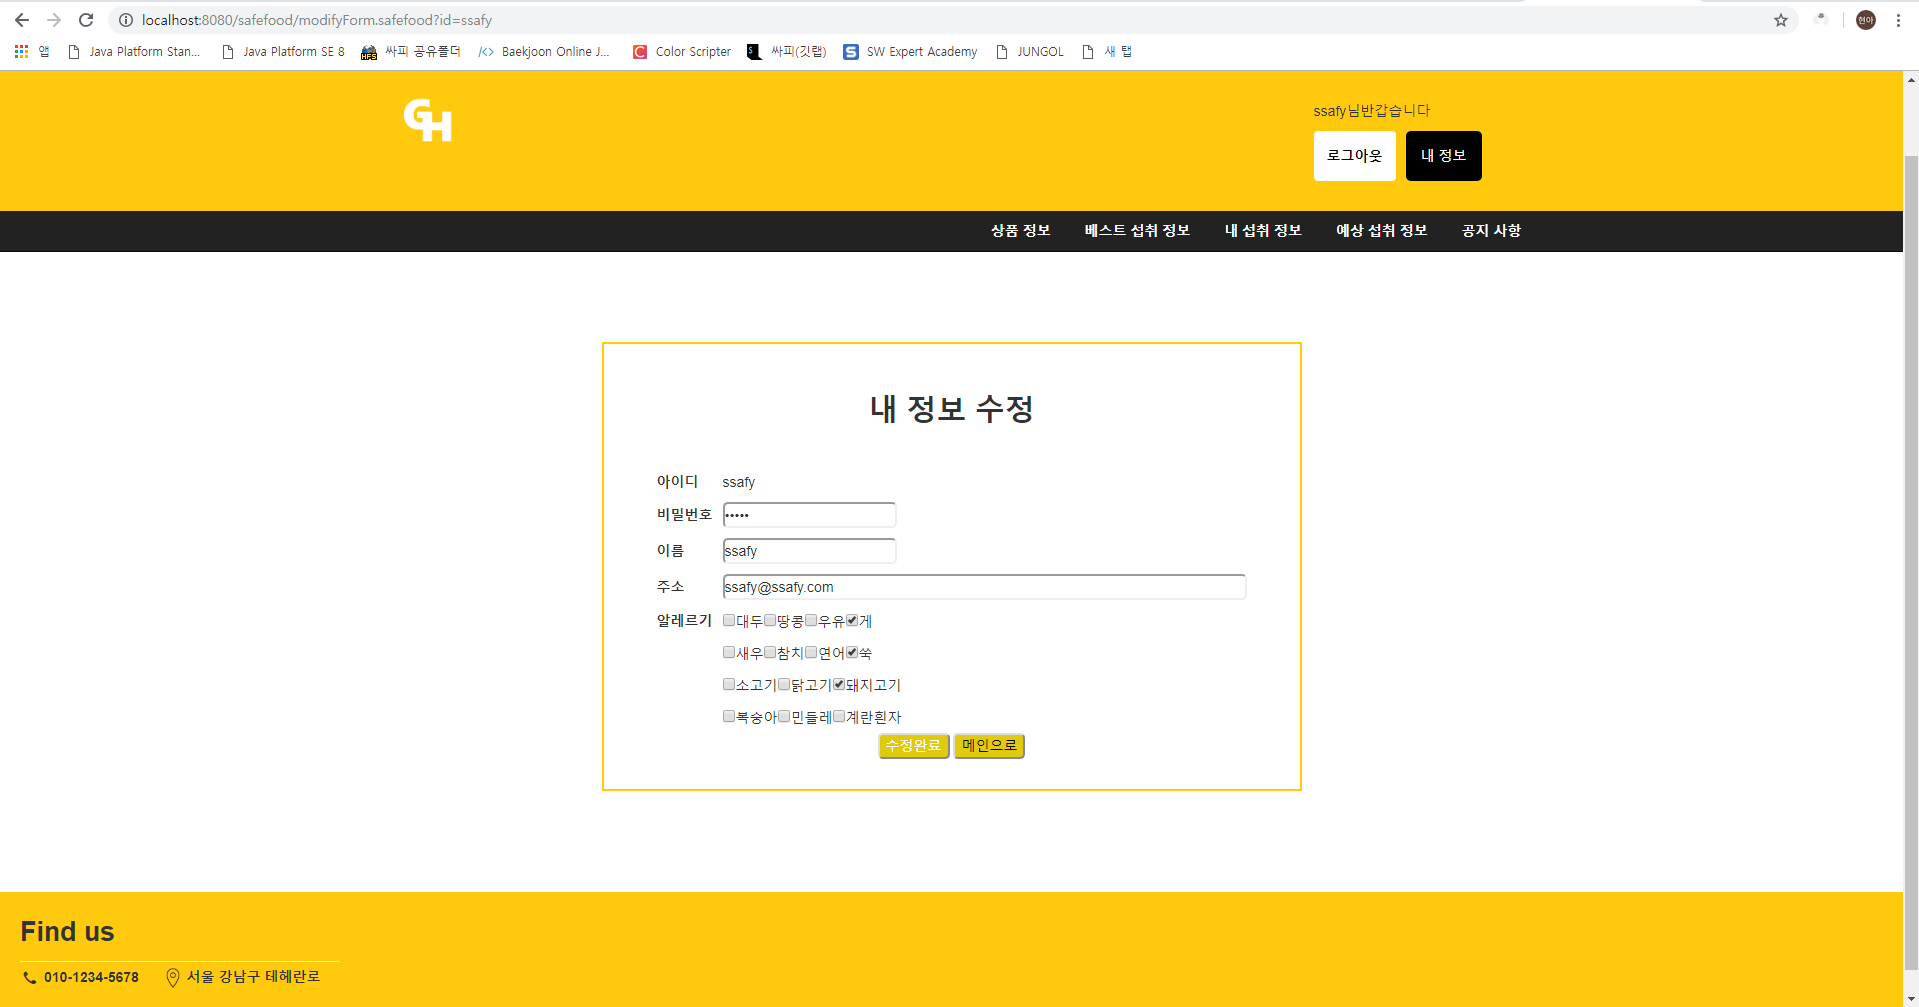 localhost:8080/safefood/modifyForm.safefood?id=ssafy
현아
앱 Java Platform Stan... Java Platform SE 8 싸피 공유폴더 Baekjoon Online J... Color Scripter 싸피(깃랩) SW Expert Academy JUNGOL 새 탭
GH
ssafy님반갑습니다
로그아웃 내 정보
상품 정보 베스트 섭취 정보 내 섭취 정보 예상 섭취 정보 공지 사항
내 정보 수정
아이디 ssafy
비밀번호 •••••
이름 ssafy
주소 ssafy@ssafy.com
알레르기 대두 땅콩 우유 게
새우 참치 연어 쑥
소고기 닭고기 돼지고기
복숭아 민들레 계란흰자
수정완료 메인으로
Find us
010-1234-5678 서울 강남구 테헤란로